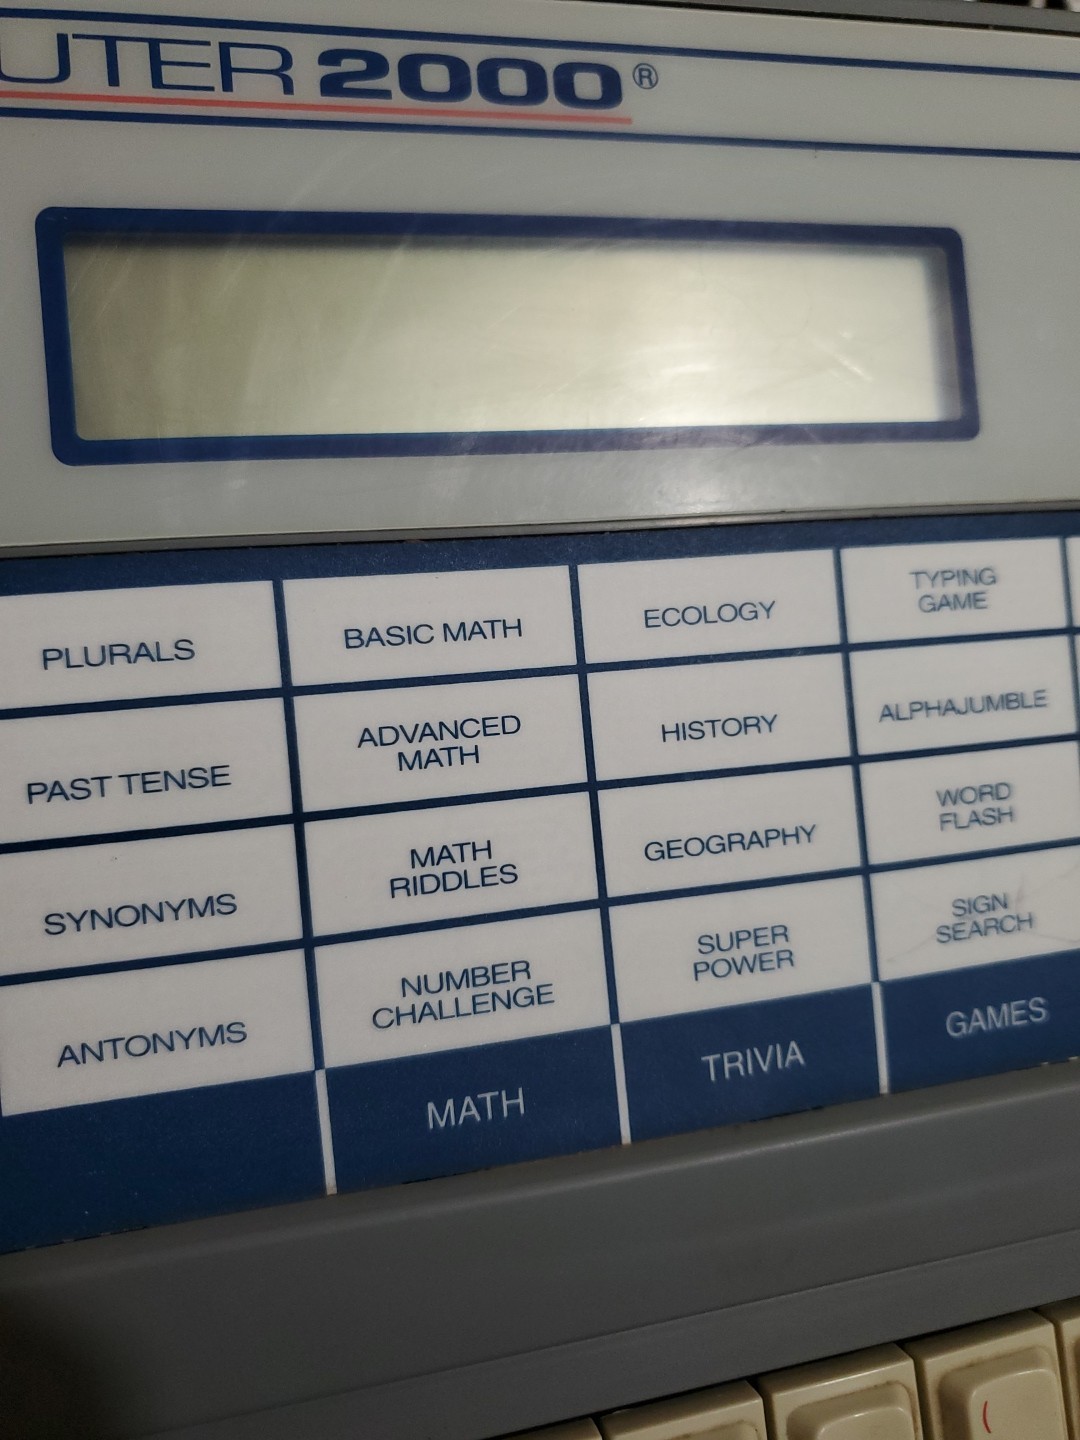 UTER 2000®
PLURALS
BASIC MATH
ECOLOGY
TYPING
GAME
PAST TENSE
ADVANCED
MATH
HISTORY
ALPHAJUMBLE
SYNONYMS
MATH
RIDDLES
GEOGRAPHY
WORD
FLASH
ANTONYMS
NUMBER
CHALLENGE
SUPER
POWER
SIGN
SEARCH
MATH
TRIVIA
GAMES
(